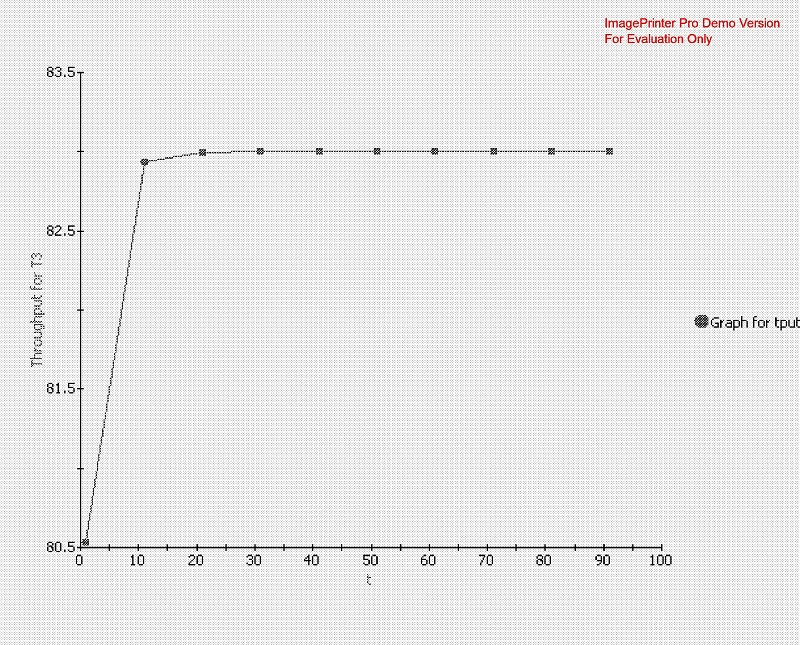 ImagePrinter Pro Demo Version
For Evaluation Only
83.5
82.5
81.5
80.5
Throughput for T3
0 10 20 30 40 50 60 70 80 90 100
t
Graph for tput